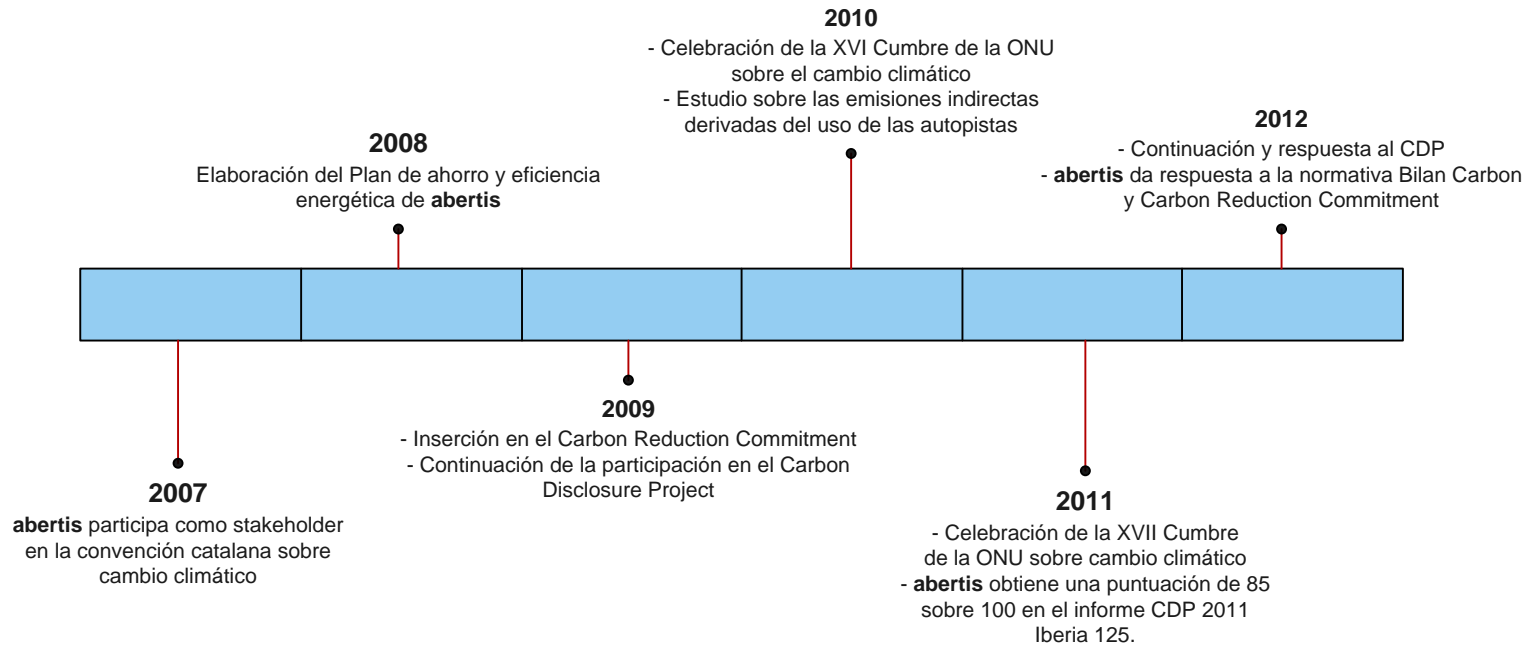 2010
- Celebración de la XVI Cumbre de la ONU
sobre el cambio climático
- Estudio sobre las emisiones indirectas
derivadas del uso de las autopistas
2012
- Continuación y respuesta al CDP
- abertis da respuesta a la normativa Bilan Carbon
y Carbon Reduction Commitment
2008
Elaboración del Plan de ahorro y eficiencia
energética de abertis
2009
- Inserción en el Carbon Reduction Commitment
- Continuación de la participación en el Carbon
Disclosure Project
2007
abertis participa como stakeholder
en la convención catalana sobre
cambio climático
2011
- Celebración de la XVII Cumbre
de la ONU sobre cambio climático
- abertis obtiene una puntuación de 85
sobre 100 en el informe CDP 2011
Iberia 125.